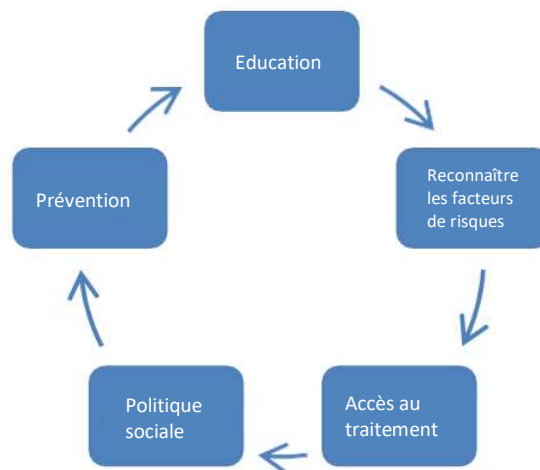 Education
Reconnaître
les facteurs
de risques
Accès au
traitement
Politique
sociale
Prévention